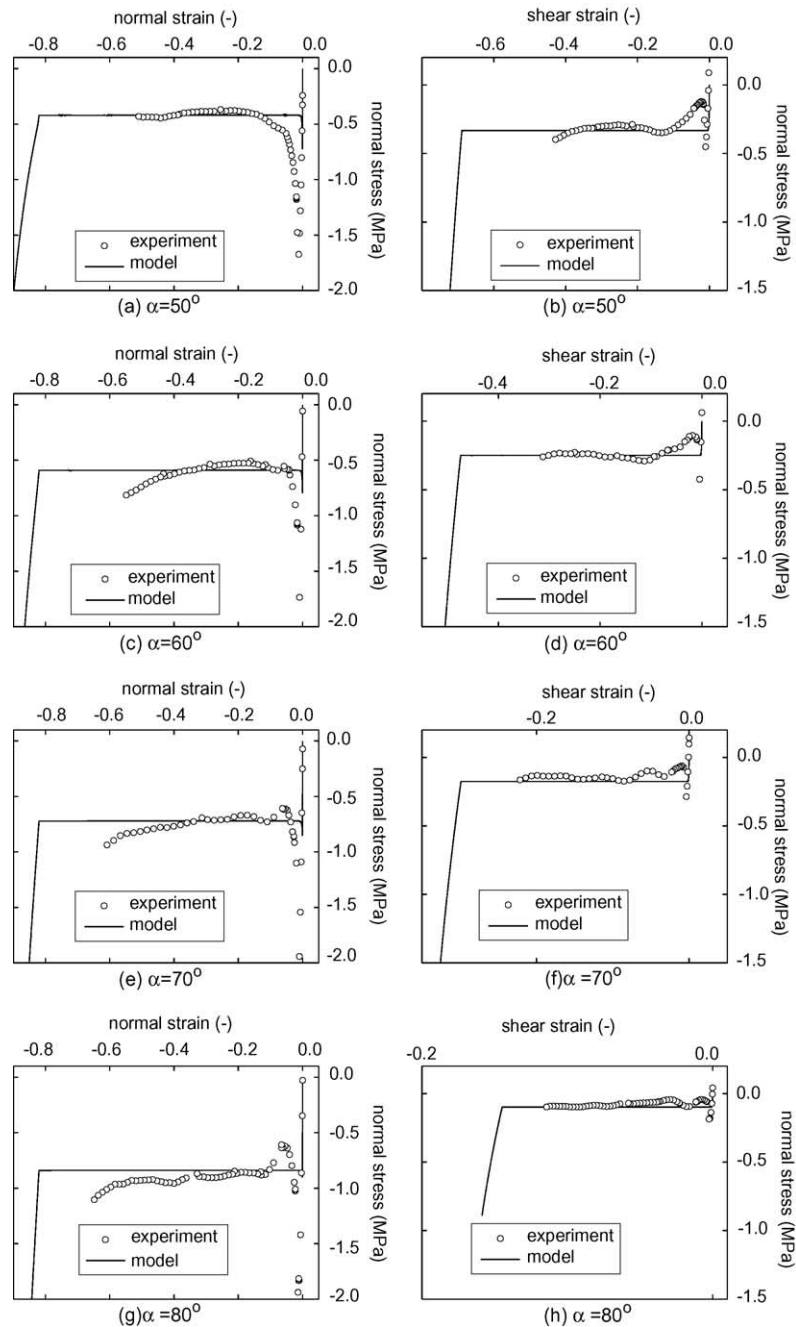 normal strain (-)
-0.8 -0.6 -0.4 -0.2 0.0
0.0
-0.5
-1.0
-1.5
-2.0
normal stress (MPa)
experiment
model
(a) α=50°
shear strain (-)
-0.6 -0.4 -0.2 0.0
0.0
-0.5
-1.0
-1.5
normal stress (MPa)
experiment
model
(b) α=50°
normal strain (-)
-0.8 -0.6 -0.4 -0.2 0.0
0.0
-0.5
-1.0
-1.5
-2.0
normal stress (MPa)
experiment
model
(c) α=60°
shear strain (-)
-0.4 -0.2 0.0
0.0
-0.5
-1.0
-1.5
normal stress (MPa)
experiment
model
(d) α=60°
normal strain (-)
-0.8 -0.6 -0.4 -0.2 0.0
0.0
-0.5
-1.0
-1.5
-2.0
normal stress (MPa)
experiment
model
(e) α=70°
shear strain (-)
-0.2 0.0
0.0
-0.5
-1.0
-1.5
normal stress (MPa)
experiment
model
(f)α =70°
normal strain (-)
-0.8 -0.6 -0.4 -0.2 0.0
0.0
-0.5
-1.0
-1.5
-2.0
normal stress (MPa)
experiment
model
(g)α =80°
shear strain (-)
-0.2 0.0
0.0
-0.5
-1.0
-1.5
normal stress (MPa)
experiment
model
(h) α =80°